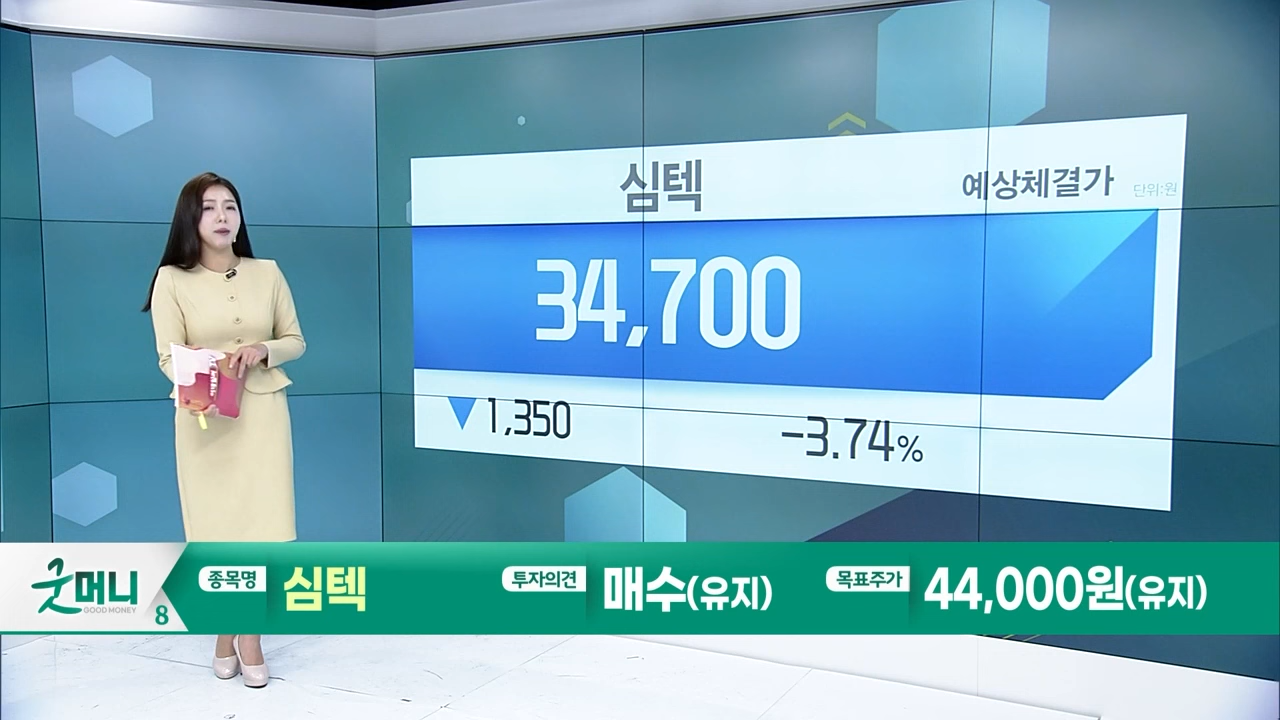 심텍
예상체결가
단위:원
34,700
▼1,350
-3.74%
굿머니
GOOD MONEY
8
종목명
심텍
투자의견
매수(유지)
목표주가
44,000원(유지)